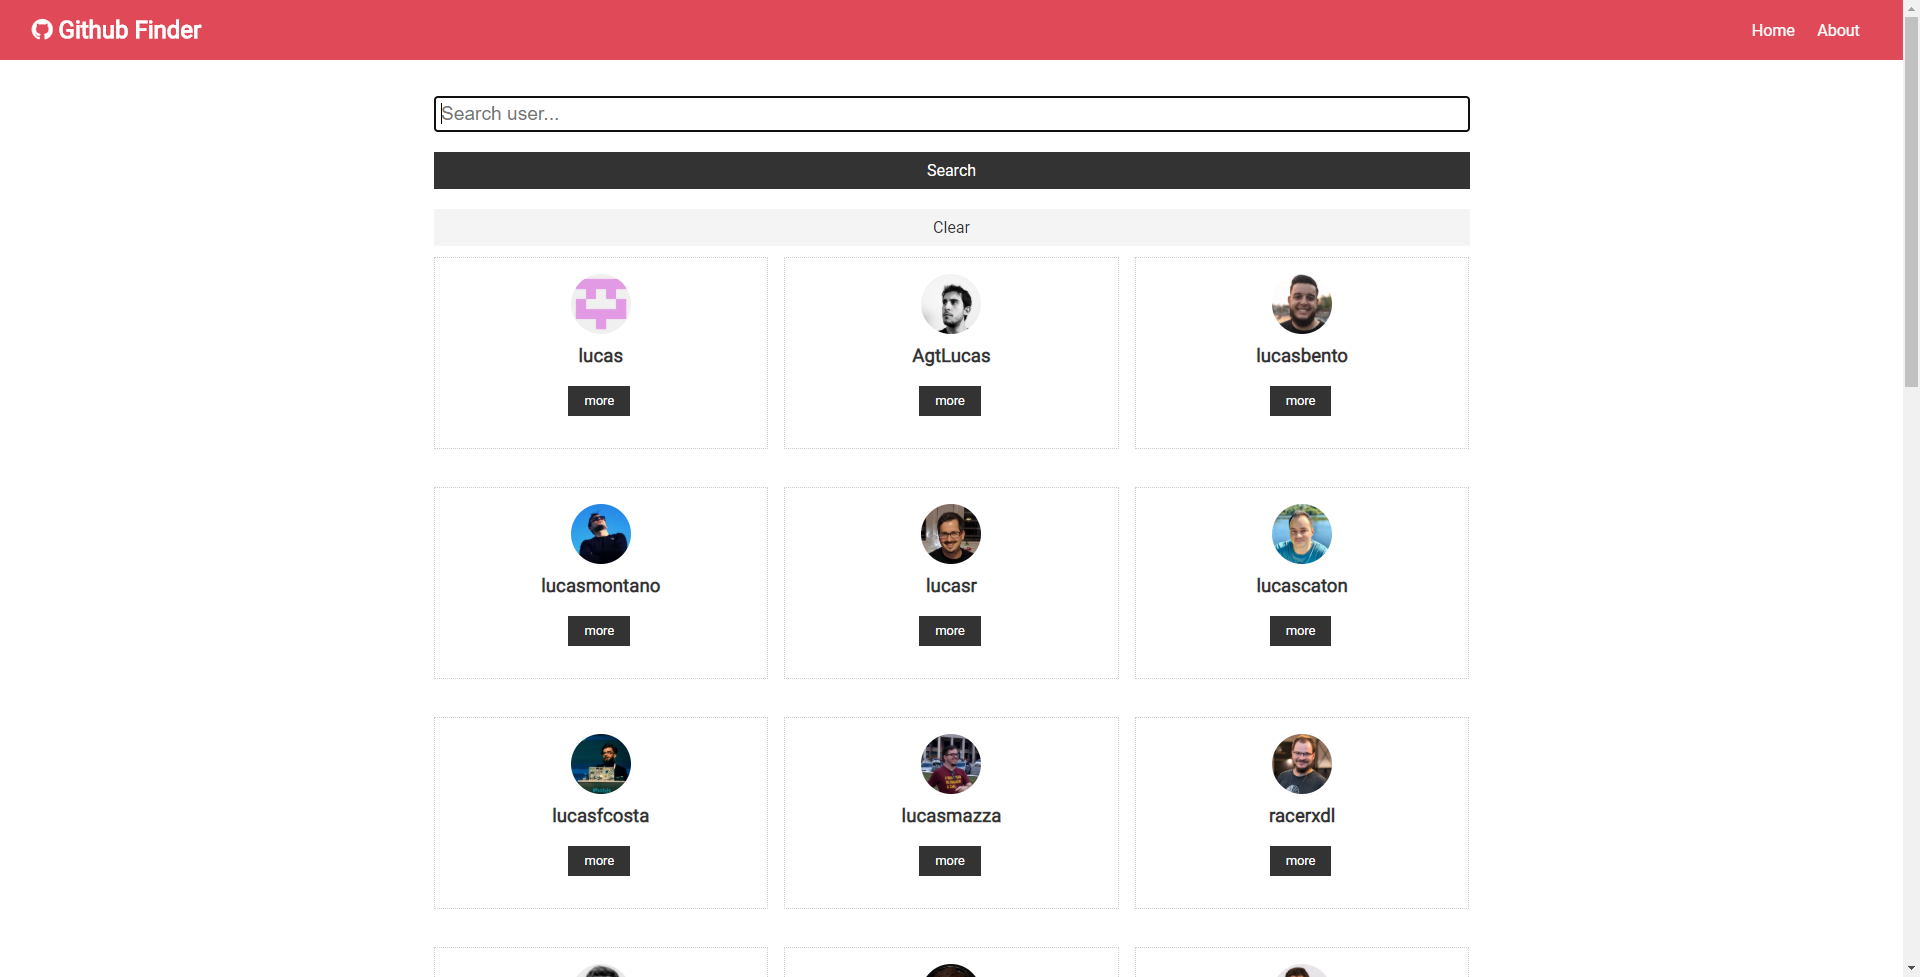 Github Finder
Home About
Search user...
Search
Clear
lucas AgtLucas lucasbento
more more more
lucasmontano lucasr lucascaton
more more more
lucasfcosta lucasmazza racerxdl
more more more